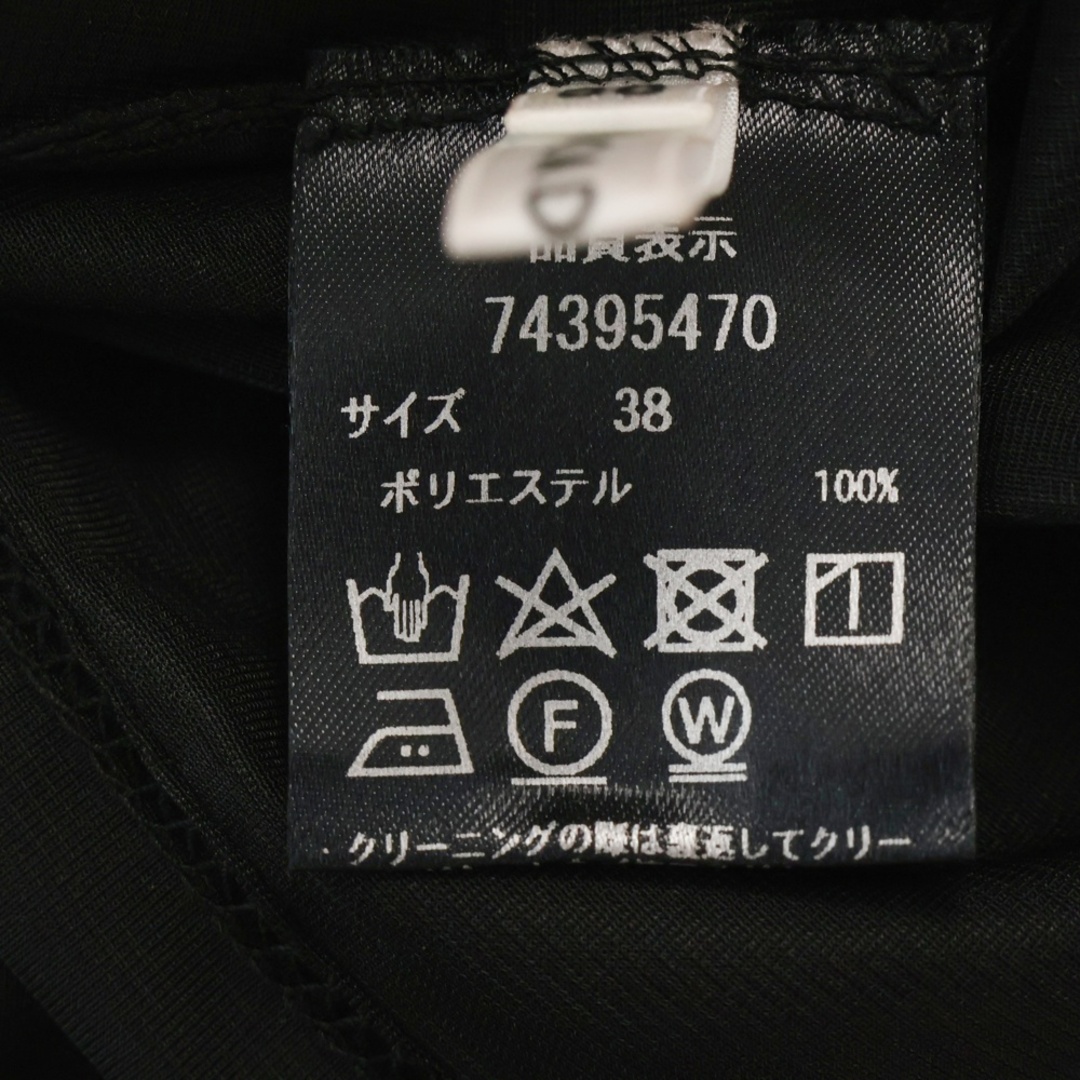 ND
品質表示
74395470
サイズ 38
ポリエステル 100%
F W
クリーニングの際は裏返してクリー